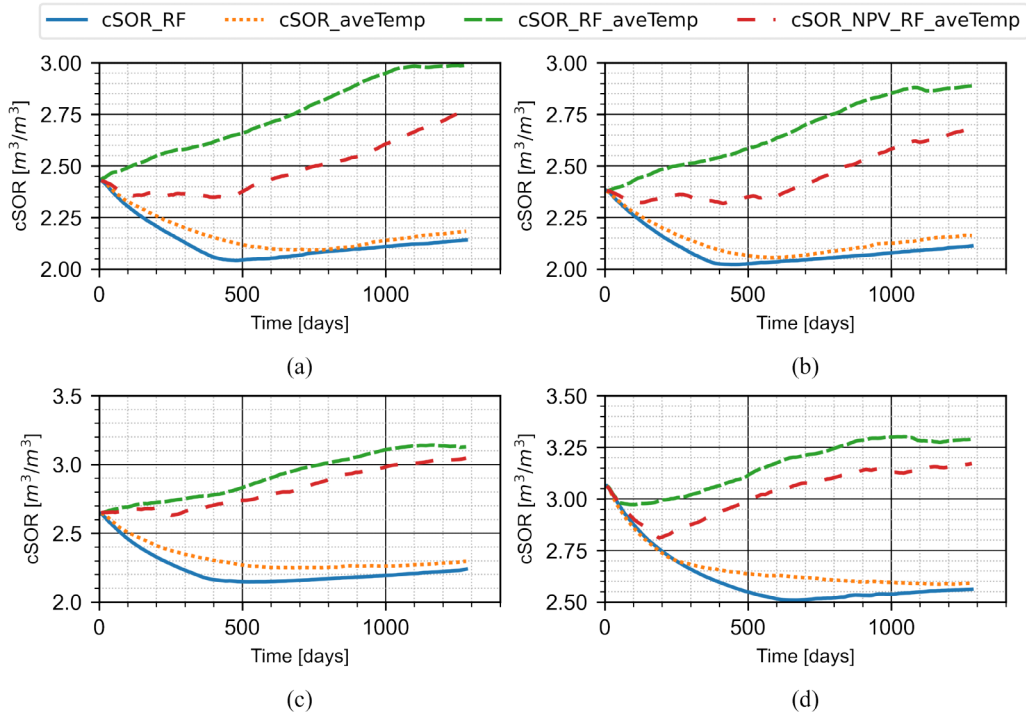 cSOR_RF cSOR_aveTemp cSOR_RF_aveTemp cSOR_NPV_RF_aveTemp
3.00
2.75
2.50
2.25
2.00
cSOR [m³/m³]
0 500 1000
Time [days]
(a)
3.00
2.75
2.50
2.25
2.00
cSOR [m³/m³]
0 500 1000
Time [days]
(b)
3.5
3.0
2.5
2.0
cSOR [m³/m³]
0 500 1000
Time [days]
(c)
3.50
3.25
3.00
2.75
2.50
cSOR [m³/m³]
0 500 1000
Time [days]
(d)